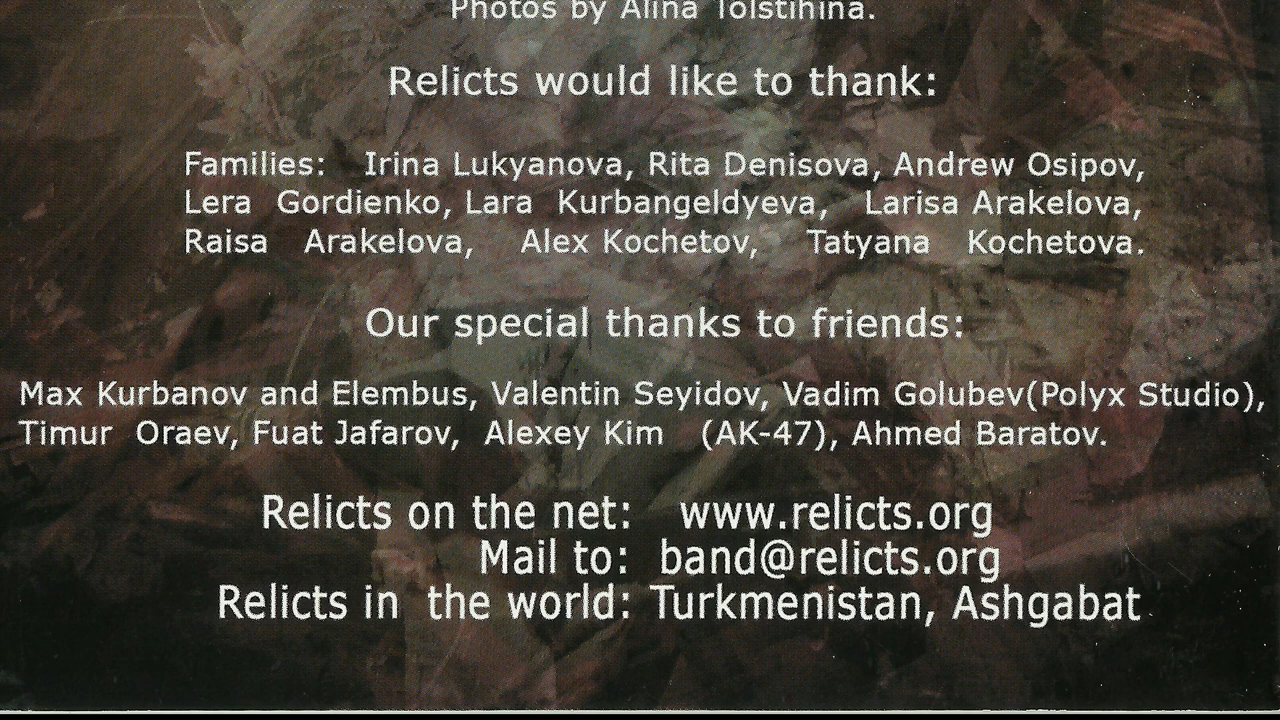 Photos by Alina Tolstihina.
Relicts would like to thank:
Families: Irina Lukyanova, Rita Denisova, Andrew Osipov,
Lera Gordienko, Lara Kurbangeldyeva, Larisa Arakelova,
Raisa Arakelova, Alex Kochetov, Tatyana Kochetova.
Our special thanks to friends:
Max Kurbanov and Elembus, Valentin Seyidov, Vadim Golubev(Polyx Studio),
Timur Oraev, Fuat Jafarov, Alexey Kim (AK-47), Ahmed Baratov.
Relicts on the net: www.relicts.org
Mail to: band@relicts.org
Relicts in the world: Turkmenistan, Ashgabat